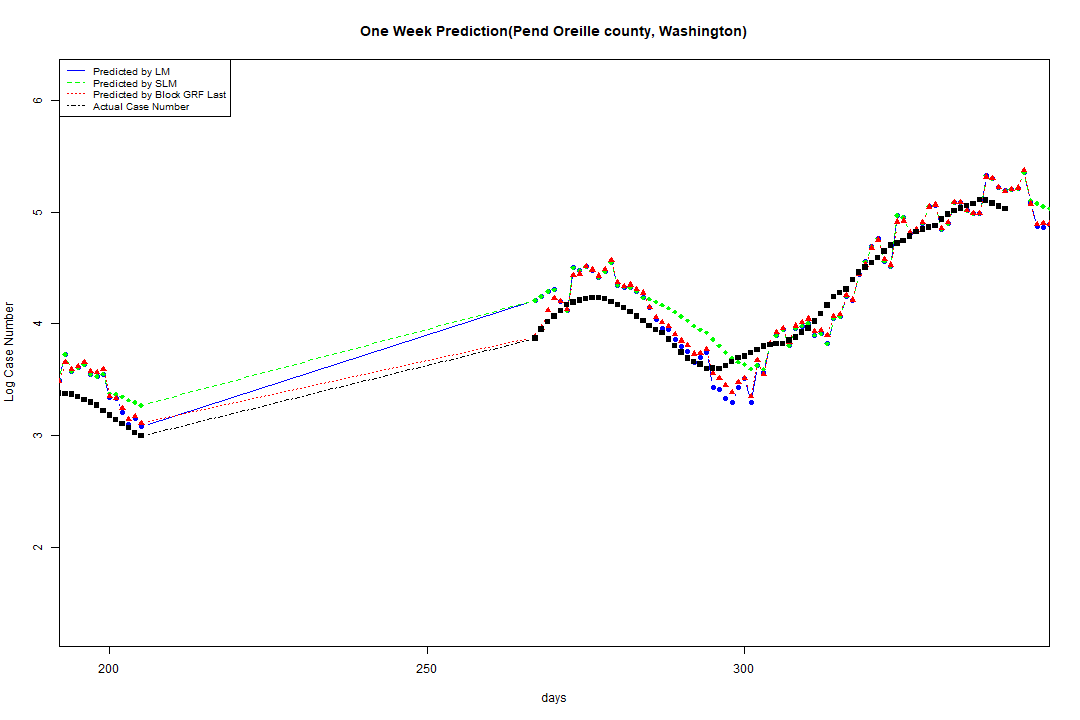 One Week Prediction(Pend Oreille county, Washington)
Predicted by LM
Predicted by SLM
Predicted by Block GRF Last
Actual Case Number
Log Case Number
6
5
4
3
2
200 250 300
days